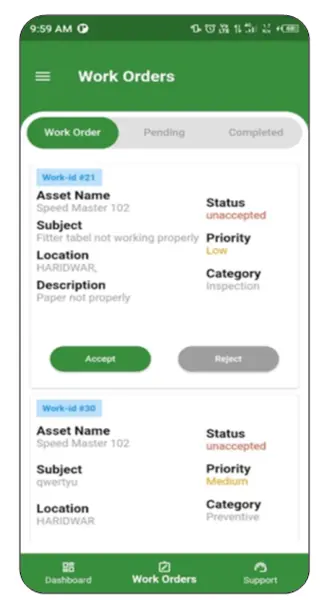 9:59 AM
Work Orders
Work Order Pending Completed
Work-id #21
Asset Name
Speed Master 102
Subject
Fitter tabel not working properly
Location
HARIDWAR,
Description
Paper not properly
Status
unaccepted
Priority
Low
Category
Inspection
Accept Reject
Work-id #30
Asset Name
Speed Master 102
Subject
qwertyu
Location
HARIDWAR
Status
unaccepted
Priority
Medium
Category
Preventive
Dashboard Work Orders Support